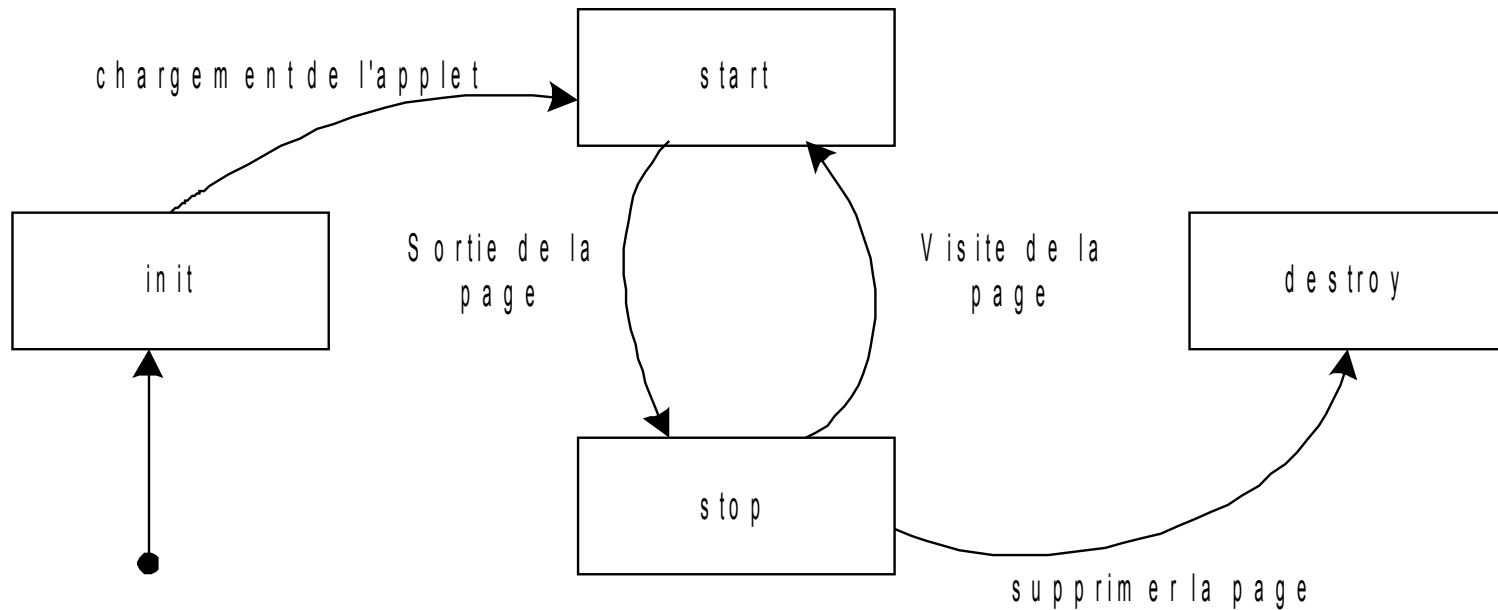 start
chargement de l'applet
Sortie de la
page
Visite de la
page
init
destroy
stop
supprimer la page